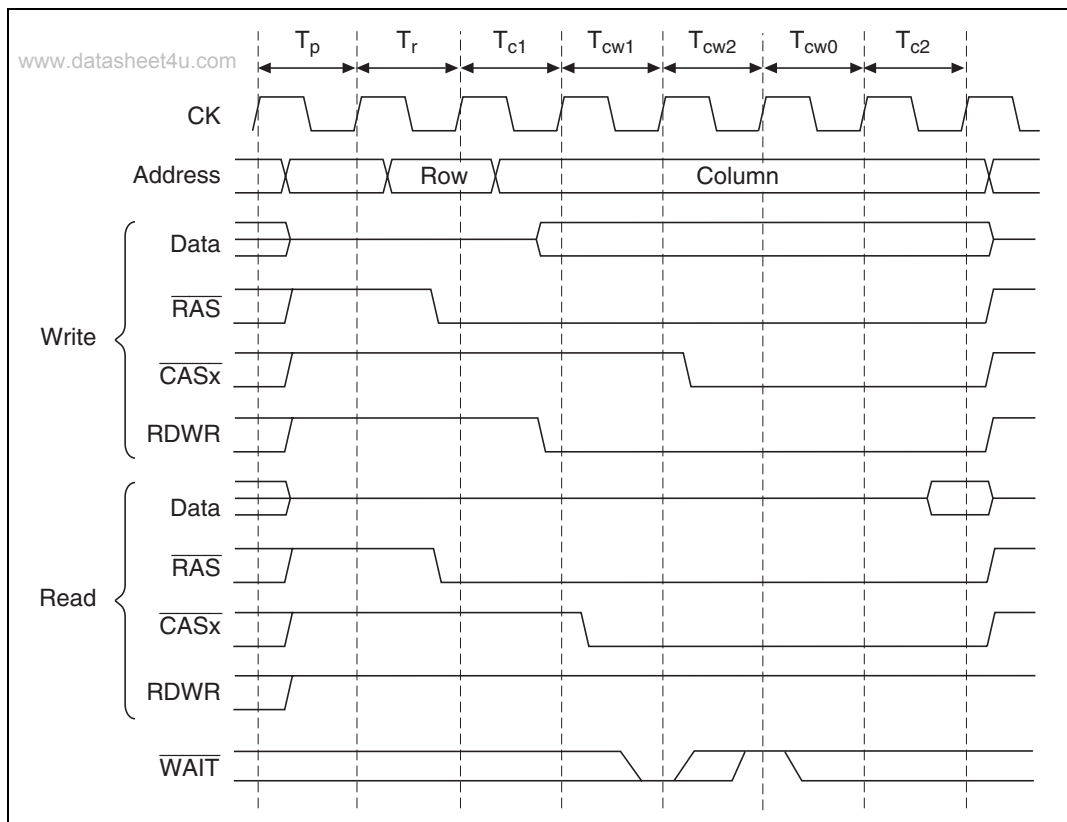 www.datasheet4u.com
Tp Tr Tc1 Tcw1 Tcw2 Tcw0 Tc2
CK
Address Row Column
Write
Data
RAS
CASx
RDWR
Read
Data
RAS
CASx
RDWR
WAIT